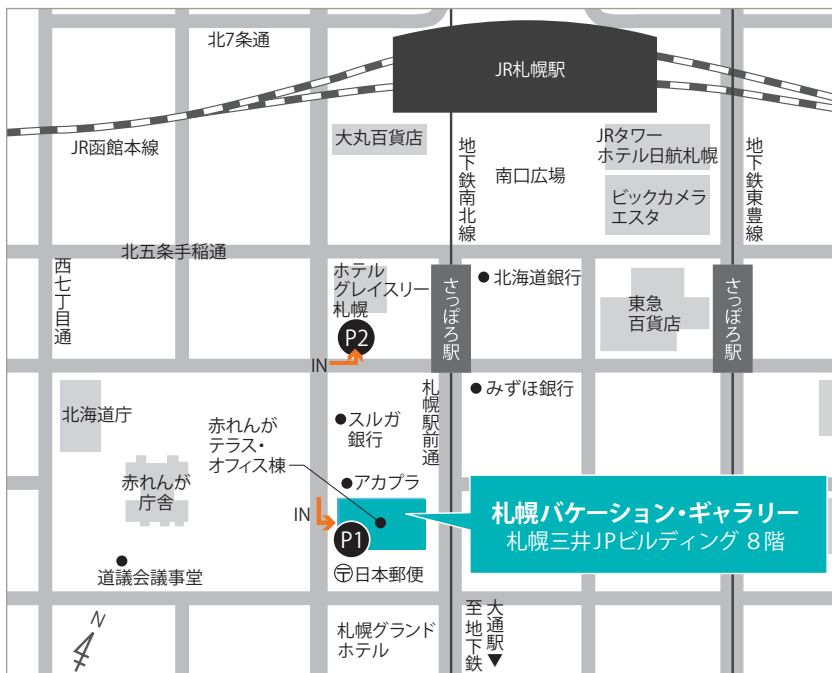 北7条通
JR札幌駅
JR函館本線
大丸百貨店
地下鉄南北線
南口広場
JRタワー
ホテル日航札幌
ビックカメラ
エスタ
地下鉄東豊線
北五条手稲通
西七丁目通
ホテル
グレイスリー
札幌
さっぽろ駅
北海道銀行
東急
百貨店
さっぽろ駅
P2
IN
北海道庁
赤れんが
テラス・
オフィス棟
スルガ
銀行
札幌駅前通
みずほ銀行
赤れんが
庁舎
アカプラ
IN
P1
札幌バケーション・ギャラリー
札幌三井JPビルディング 8階
道議会議事堂
〒日本郵便
N
札幌グランド
ホテル
至 地下鉄
大通駅▼